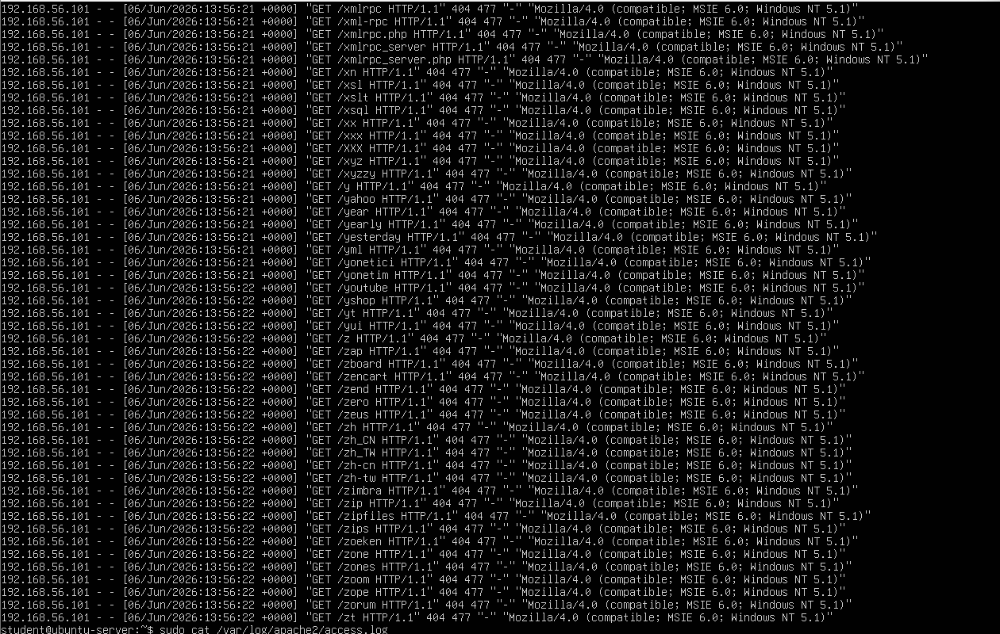 192.168.56.101 - - [06/Jun/2026:13:56:21 +0000] "GET /xmlrpc HTTP/1.1" 404 477 "-" "Mozilla/4.0 (compatible; MSIE 6.0; Windows NT 5.1)"
192.168.56.101 - - [06/Jun/2026:13:56:21 +0000] "GET /xml-rpc HTTP/1.1" 404 477 "-" "Mozilla/4.0 (compatible; MSIE 6.0; Windows NT 5.1)"
192.168.56.101 - - [06/Jun/2026:13:56:21 +0000] "GET /xmlrpc.php HTTP/1.1" 404 477 "-" "Mozilla/4.0 (compatible; MSIE 6.0; Windows NT 5.1)"
192.168.56.101 - - [06/Jun/2026:13:56:21 +0000] "GET /xmlrpc_server HTTP/1.1" 404 477 "-" "Mozilla/4.0 (compatible; MSIE 6.0; Windows NT 5.1)"
192.168.56.101 - - [06/Jun/2026:13:56:21 +0000] "GET /xmlrpc_server.php HTTP/1.1" 404 477 "-" "Mozilla/4.0 (compatible; MSIE 6.0; Windows NT 5.1)"
192.168.56.101 - - [06/Jun/2026:13:56:21 +0000] "GET /xn HTTP/1.1" 404 477 "-" "Mozilla/4.0 (compatible; MSIE 6.0; Windows NT 5.1)"
192.168.56.101 - - [06/Jun/2026:13:56:21 +0000] "GET /xsl HTTP/1.1" 404 477 "-" "Mozilla/4.0 (compatible; MSIE 6.0; Windows NT 5.1)"
192.168.56.101 - - [06/Jun/2026:13:56:21 +0000] "GET /xslt HTTP/1.1" 404 477 "-" "Mozilla/4.0 (compatible; MSIE 6.0; Windows NT 5.1)"
192.168.56.101 - - [06/Jun/2026:13:56:21 +0000] "GET /xsql HTTP/1.1" 404 477 "-" "Mozilla/4.0 (compatible; MSIE 6.0; Windows NT 5.1)"
192.168.56.101 - - [06/Jun/2026:13:56:21 +0000] "GET /xx HTTP/1.1" 404 477 "-" "Mozilla/4.0 (compatible; MSIE 6.0; Windows NT 5.1)"
192.168.56.101 - - [06/Jun/2026:13:56:21 +0000] "GET /xxx HTTP/1.1" 404 477 "-" "Mozilla/4.0 (compatible; MSIE 6.0; Windows NT 5.1)"
192.168.56.101 - - [06/Jun/2026:13:56:21 +0000] "GET /XXX HTTP/1.1" 404 477 "-" "Mozilla/4.0 (compatible; MSIE 6.0; Windows NT 5.1)"
192.168.56.101 - - [06/Jun/2026:13:56:21 +0000] "GET /xyz HTTP/1.1" 404 477 "-" "Mozilla/4.0 (compatible; MSIE 6.0; Windows NT 5.1)"
192.168.56.101 - - [06/Jun/2026:13:56:21 +0000] "GET /xyzzy HTTP/1.1" 404 477 "-" "Mozilla/4.0 (compatible; MSIE 6.0; Windows NT 5.1)"
192.168.56.101 - - [06/Jun/2026:13:56:21 +0000] "GET /y HTTP/1.1" 404 477 "-" "Mozilla/4.0 (compatible; MSIE 6.0; Windows NT 5.1)"
192.168.56.101 - - [06/Jun/2026:13:56:21 +0000] "GET /yahoo HTTP/1.1" 404 477 "-" "Mozilla/4.0 (compatible; MSIE 6.0; Windows NT 5.1)"
192.168.56.101 - - [06/Jun/2026:13:56:21 +0000] "GET /year HTTP/1.1" 404 477 "-" "Mozilla/4.0 (compatible; MSIE 6.0; Windows NT 5.1)"
192.168.56.101 - - [06/Jun/2026:13:56:21 +0000] "GET /yearly HTTP/1.1" 404 477 "-" "Mozilla/4.0 (compatible; MSIE 6.0; Windows NT 5.1)"
192.168.56.101 - - [06/Jun/2026:13:56:21 +0000] "GET /yesterday HTTP/1.1" 404 477 "-" "Mozilla/4.0 (compatible; MSIE 6.0; Windows NT 5.1)"
192.168.56.101 - - [06/Jun/2026:13:56:21 +0000] "GET /yml HTTP/1.1" 404 477 "-" "Mozilla/4.0 (compatible; MSIE 6.0; Windows NT 5.1)"
192.168.56.101 - - [06/Jun/2026:13:56:21 +0000] "GET /yonetici HTTP/1.1" 404 477 "-" "Mozilla/4.0 (compatible; MSIE 6.0; Windows NT 5.1)"
192.168.56.101 - - [06/Jun/2026:13:56:21 +0000] "GET /yonetim HTTP/1.1" 404 477 "-" "Mozilla/4.0 (compatible; MSIE 6.0; Windows NT 5.1)"
192.168.56.101 - - [06/Jun/2026:13:56:22 +0000] "GET /youtube HTTP/1.1" 404 477 "-" "Mozilla/4.0 (compatible; MSIE 6.0; Windows NT 5.1)"
192.168.56.101 - - [06/Jun/2026:13:56:22 +0000] "GET /yshop HTTP/1.1" 404 477 "-" "Mozilla/4.0 (compatible; MSIE 6.0; Windows NT 5.1)"
192.168.56.101 - - [06/Jun/2026:13:56:22 +0000] "GET /yt HTTP/1.1" 404 477 "-" "Mozilla/4.0 (compatible; MSIE 6.0; Windows NT 5.1)"
192.168.56.101 - - [06/Jun/2026:13:56:22 +0000] "GET /yui HTTP/1.1" 404 477 "-" "Mozilla/4.0 (compatible; MSIE 6.0; Windows NT 5.1)"
192.168.56.101 - - [06/Jun/2026:13:56:22 +0000] "GET /z HTTP/1.1" 404 477 "-" "Mozilla/4.0 (compatible; MSIE 6.0; Windows NT 5.1)"
192.168.56.101 - - [06/Jun/2026:13:56:22 +0000] "GET /zap HTTP/1.1" 404 477 "-" "Mozilla/4.0 (compatible; MSIE 6.0; Windows NT 5.1)"
192.168.56.101 - - [06/Jun/2026:13:56:22 +0000] "GET /zboard HTTP/1.1" 404 477 "-" "Mozilla/4.0 (compatible; MSIE 6.0; Windows NT 5.1)"
192.168.56.101 - - [06/Jun/2026:13:56:22 +0000] "GET /zencart HTTP/1.1" 404 477 "-" "Mozilla/4.0 (compatible; MSIE 6.0; Windows NT 5.1)"
192.168.56.101 - - [06/Jun/2026:13:56:22 +0000] "GET /zend HTTP/1.1" 404 477 "-" "Mozilla/4.0 (compatible; MSIE 6.0; Windows NT 5.1)"
192.168.56.101 - - [06/Jun/2026:13:56:22 +0000] "GET /zero HTTP/1.1" 404 477 "-" "Mozilla/4.0 (compatible; MSIE 6.0; Windows NT 5.1)"
192.168.56.101 - - [06/Jun/2026:13:56:22 +0000] "GET /zeus HTTP/1.1" 404 477 "-" "Mozilla/4.0 (compatible; MSIE 6.0; Windows NT 5.1)"
192.168.56.101 - - [06/Jun/2026:13:56:22 +0000] "GET /zh HTTP/1.1" 404 477 "-" "Mozilla/4.0 (compatible; MSIE 6.0; Windows NT 5.1)"
192.168.56.101 - - [06/Jun/2026:13:56:22 +0000] "GET /zh_CN HTTP/1.1" 404 477 "-" "Mozilla/4.0 (compatible; MSIE 6.0; Windows NT 5.1)"
192.168.56.101 - - [06/Jun/2026:13:56:22 +0000] "GET /zh_TW HTTP/1.1" 404 477 "-" "Mozilla/4.0 (compatible; MSIE 6.0; Windows NT 5.1)"
192.168.56.101 - - [06/Jun/2026:13:56:22 +0000] "GET /zh-cn HTTP/1.1" 404 477 "-" "Mozilla/4.0 (compatible; MSIE 6.0; Windows NT 5.1)"
192.168.56.101 - - [06/Jun/2026:13:56:22 +0000] "GET /zh-tw HTTP/1.1" 404 477 "-" "Mozilla/4.0 (compatible; MSIE 6.0; Windows NT 5.1)"
192.168.56.101 - - [06/Jun/2026:13:56:22 +0000] "GET /zimbra HTTP/1.1" 404 477 "-" "Mozilla/4.0 (compatible; MSIE 6.0; Windows NT 5.1)"
192.168.56.101 - - [06/Jun/2026:13:56:22 +0000] "GET /zip HTTP/1.1" 404 477 "-" "Mozilla/4.0 (compatible; MSIE 6.0; Windows NT 5.1)"
192.168.56.101 - - [06/Jun/2026:13:56:22 +0000] "GET /zipfiles HTTP/1.1" 404 477 "-" "Mozilla/4.0 (compatible; MSIE 6.0; Windows NT 5.1)"
192.168.56.101 - - [06/Jun/2026:13:56:22 +0000] "GET /zips HTTP/1.1" 404 477 "-" "Mozilla/4.0 (compatible; MSIE 6.0; Windows NT 5.1)"
192.168.56.101 - - [06/Jun/2026:13:56:22 +0000] "GET /zoeken HTTP/1.1" 404 477 "-" "Mozilla/4.0 (compatible; MSIE 6.0; Windows NT 5.1)"
192.168.56.101 - - [06/Jun/2026:13:56:22 +0000] "GET /zone HTTP/1.1" 404 477 "-" "Mozilla/4.0 (compatible; MSIE 6.0; Windows NT 5.1)"
192.168.56.101 - - [06/Jun/2026:13:56:22 +0000] "GET /zones HTTP/1.1" 404 477 "-" "Mozilla/4.0 (compatible; MSIE 6.0; Windows NT 5.1)"
192.168.56.101 - - [06/Jun/2026:13:56:22 +0000] "GET /zoom HTTP/1.1" 404 477 "-" "Mozilla/4.0 (compatible; MSIE 6.0; Windows NT 5.1)"
192.168.56.101 - - [06/Jun/2026:13:56:22 +0000] "GET /zope HTTP/1.1" 404 477 "-" "Mozilla/4.0 (compatible; MSIE 6.0; Windows NT 5.1)"
192.168.56.101 - - [06/Jun/2026:13:56:22 +0000] "GET /zorum HTTP/1.1" 404 477 "-" "Mozilla/4.0 (compatible; MSIE 6.0; Windows NT 5.1)"
192.168.56.101 - - [06/Jun/2026:13:56:22 +0000] "GET /zt HTTP/1.1" 404 477 "-" "Mozilla/4.0 (compatible; MSIE 6.0; Windows NT 5.1)"
student@ubuntu-server:~$ sudo cat /var/log/apache2/access.log